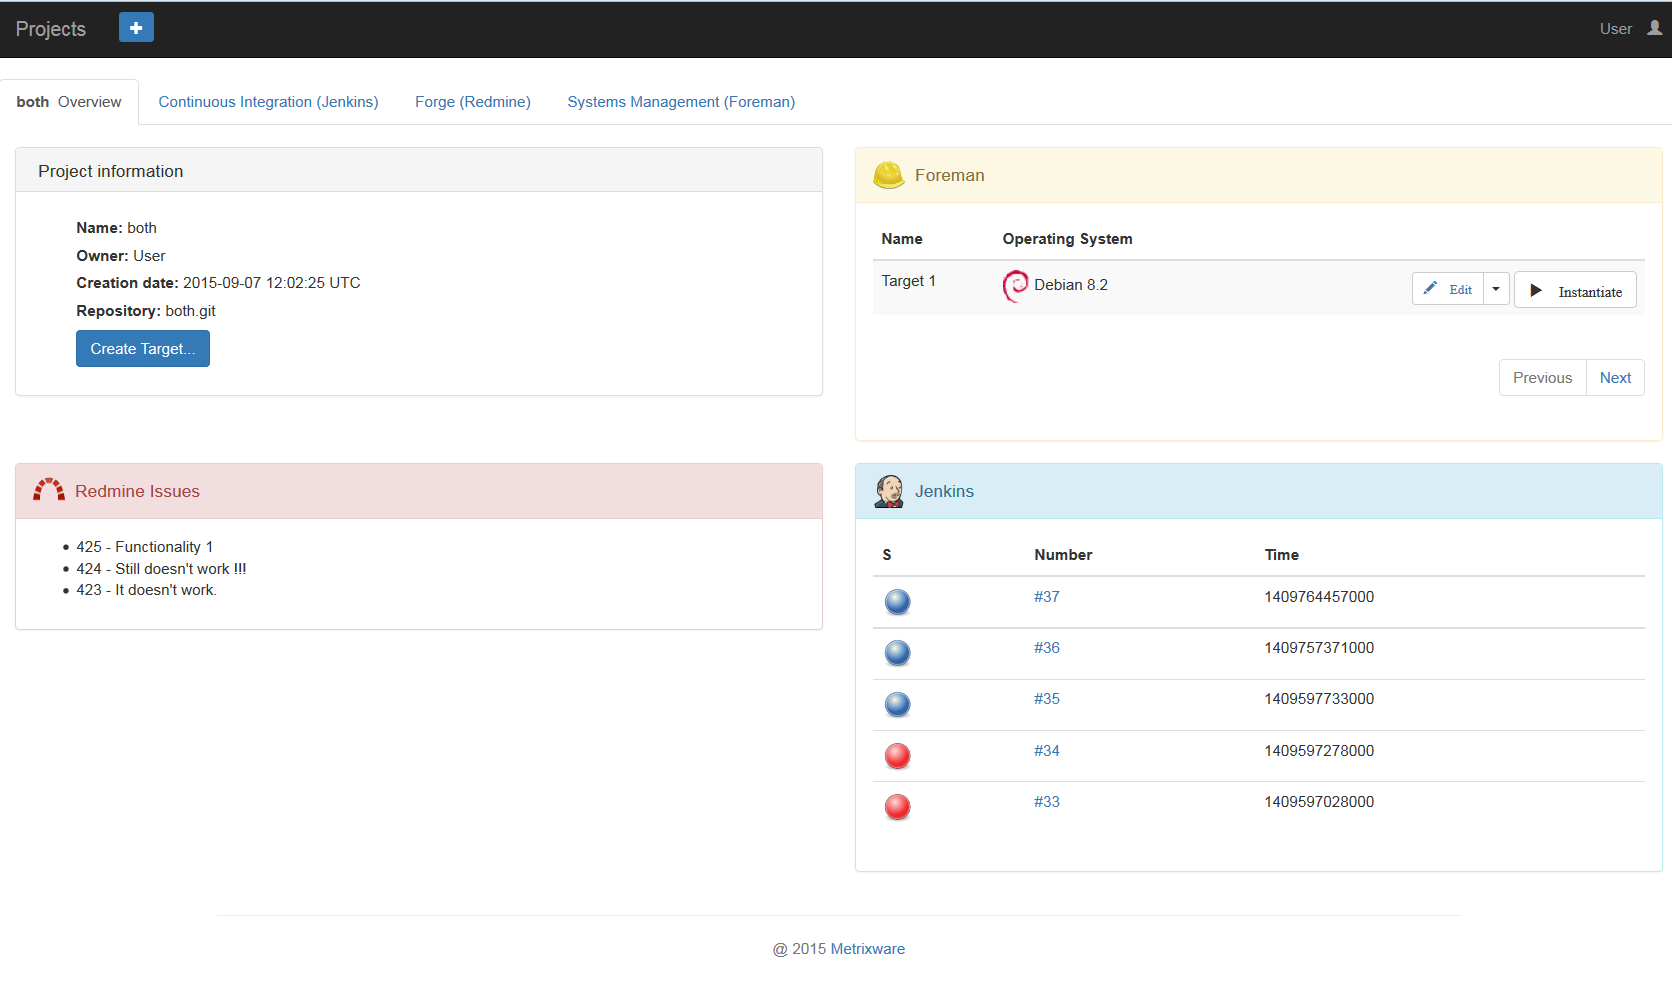 Projects
User
both Overview
Continuous Integration (Jenkins)
Forge (Redmine)
Systems Management (Foreman)
Project information
Name: both
Owner: User
Creation date: 2015-09-07 12:02:25 UTC
Repository: both.git
Create Target...
Foreman
Name Operating System
Target 1 Debian 8.2 Edit Instantiate
Previous Next
Redmine Issues
425 - Functionality 1
424 - Still doesn't work !!!
423 - It doesn't work.
Jenkins
S Number Time
#37 1409764457000
#36 1409757371000
#35 1409597733000
#34 1409597278000
#33 1409597028000
@ 2015 Metrixware